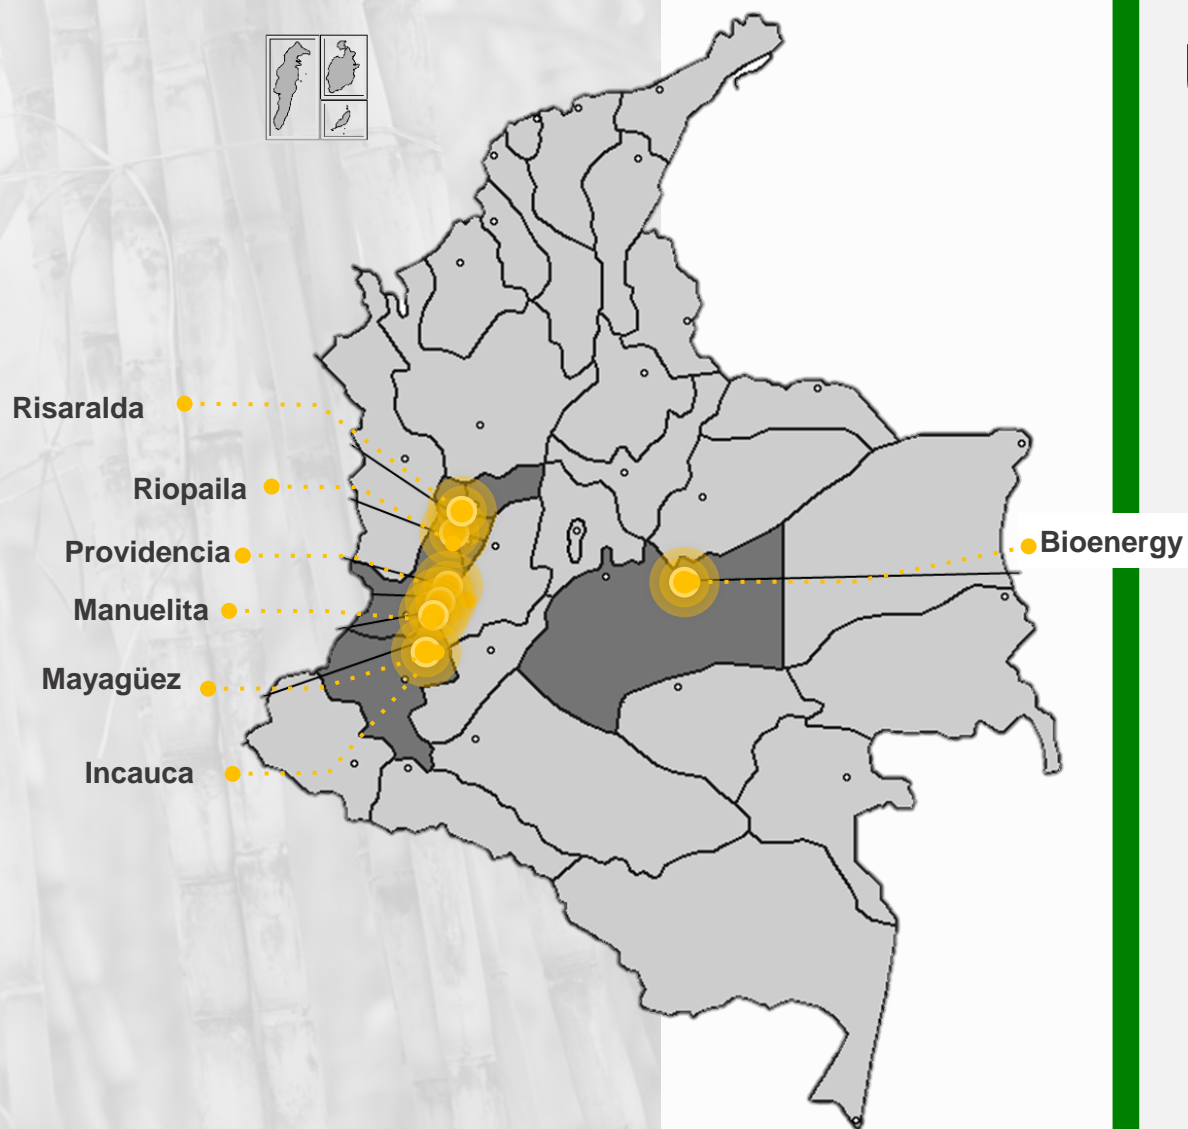 Risaralda
Riopaila
Providencia
Bioenergy
Manuelita
Mayagüez
Incauca